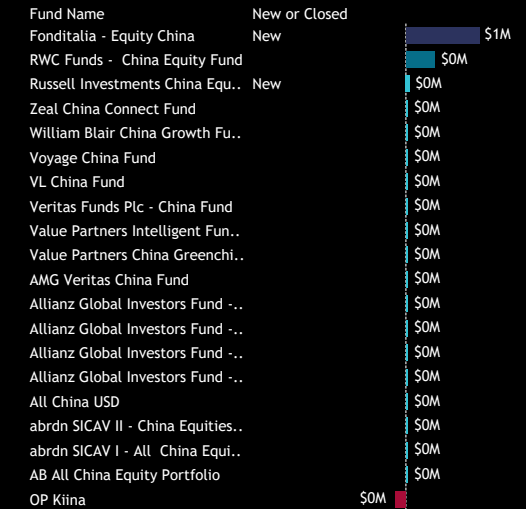 Fund Name New or Closed
Fonditalia - Equity China New $1M
RWC Funds - China Equity Fund $0M
Russell Investments China Equ.. New $0M
Zeal China Connect Fund $0M
William Blair China Growth Fu.. $0M
Voyage China Fund $0M
VL China Fund $0M
Veritas Funds Plc - China Fund $0M
Value Partners Intelligent Fun.. $0M
Value Partners China Greenchi.. $0M
AMG Veritas China Fund $0M
Allianz Global Investors Fund -.. $0M
Allianz Global Investors Fund -.. $0M
Allianz Global Investors Fund -.. $0M
Allianz Global Investors Fund -.. $0M
All China USD $0M
abrdn SICAV II - China Equities.. $0M
abrdn SICAV I - All China Equi.. $0M
AB All China Equity Portfolio $0M
OP Kiina $0M